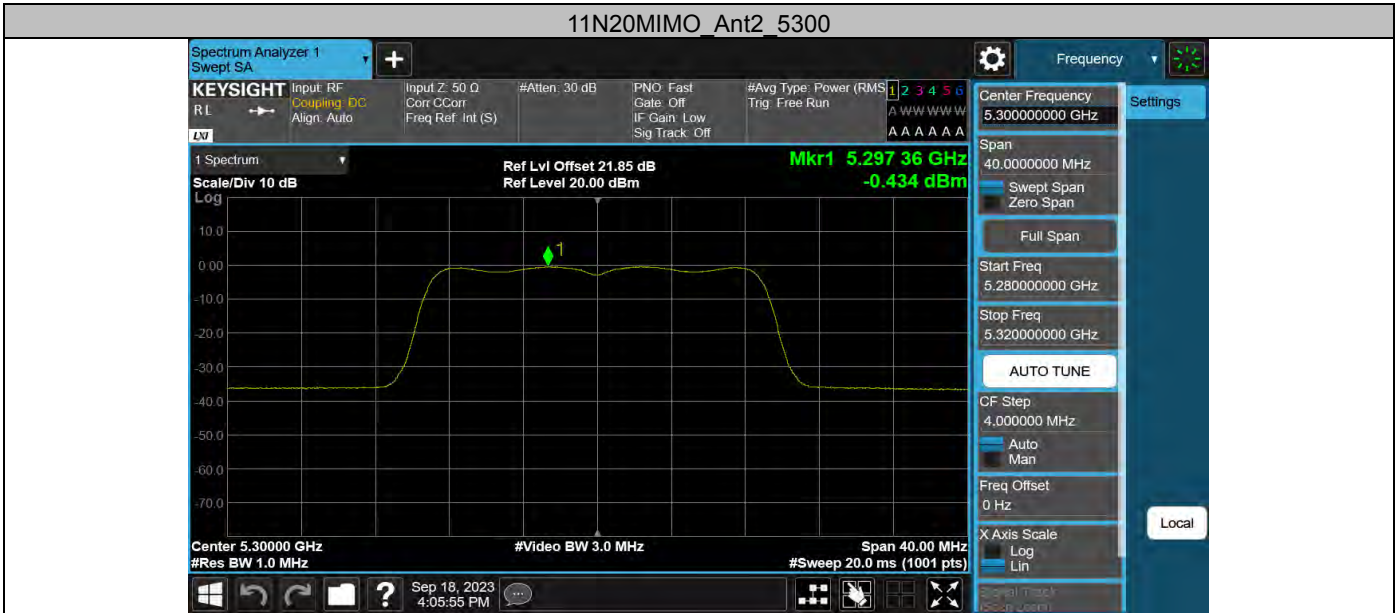 11N20MIMO_Ant2_5300
Spectrum Analyzer 1
Swept SA
Frequency
KEYSIGHT
RL
LXI
Input: RF
Coupling: DC
Align: Auto
Input Z: 50 Ω
Corr CCorr
Freq Ref: Int (S)
#Atten: 30 dB
PNO: Fast
Gate: Off
IF Gain: Low
Sig Track: Off
#Avg Type: Power (RMS
Trig: Free Run
1 2 3 4 5 6
A W W W W W
A A A A A A
1 Spectrum
Scale/Div 10 dB
Log
Ref Lvl Offset 21.85 dB
Ref Level 20.00 dBm
Mkr1 5.297 36 GHz
-0.434 dBm
10.0
0.00
-10.0
-20.0
-30.0
-40.0
-50.0
-60.0
-70.0
1
Center 5.30000 GHz
#Res BW 1.0 MHz
#Video BW 3.0 MHz
Span 40.00 MHz
#Sweep 20.0 ms (1001 pts)
Sep 18, 2023
4:05:55 PM
Center Frequency
5.300000000 GHz
Span
40.0000000 MHz
Swept Span
Zero Span
Full Span
Start Freq
5.280000000 GHz
Stop Freq
5.320000000 GHz
AUTO TUNE
CF Step
4.000000 MHz
Auto
Man
Freq Offset
0 Hz
X Axis Scale
Log
Lin
Signal Track
(Span Zoom)
Settings
Local